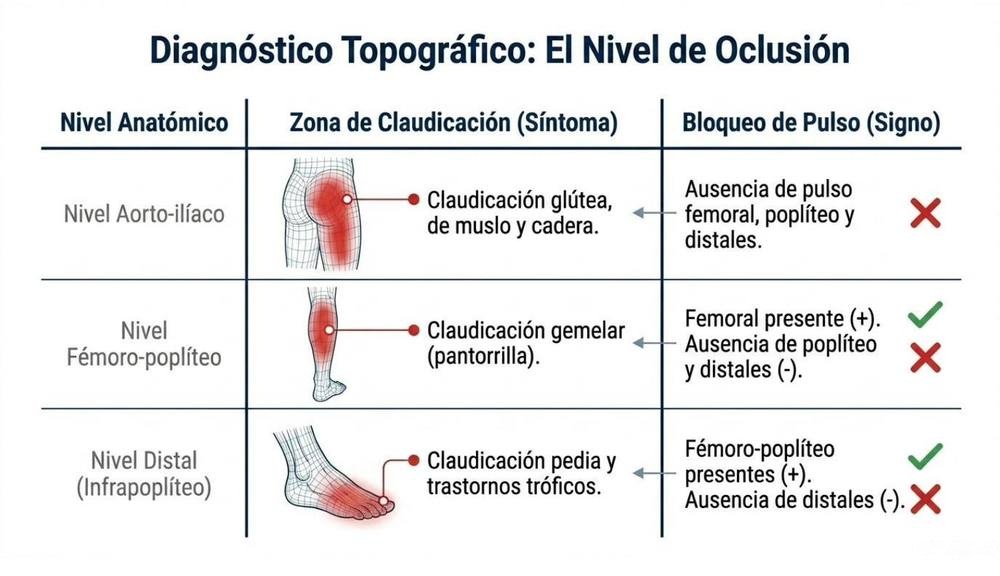 Diagnóstico Topográfico: El Nivel de Oclusión
Nivel Anatómico
Zona de Claudicación (Síntoma)
Bloqueo de Pulso (Signo)
Nivel Aorto-ilíaco
Claudicación glútea,
de muslo y cadera.
Ausencia de pulso
femoral, poplíteo y
distales.
Nivel
Fémoro-poplíteo
Claudicación gemelar
(pantorrilla).
Femoral presente (+).
Ausencia de poplíteo
y distales (-).
Nivel Distal
(Infrapoplíteo)
Claudicación pedia y
trastornos tróficos.
Fémoro-poplíteo
presentes (+).
Ausencia de distales (-).